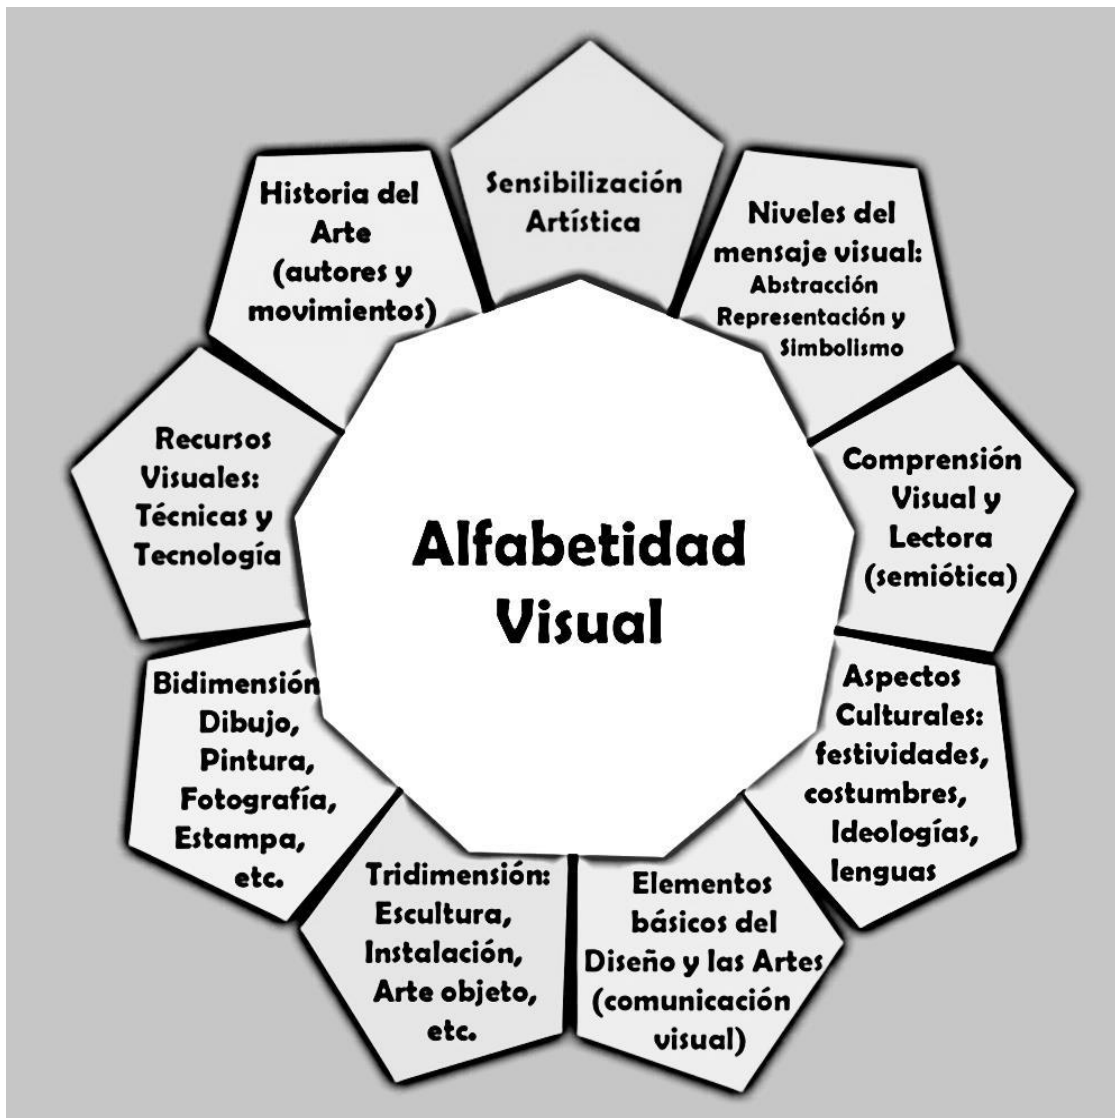 Sensibilización
Artística
Niveles del
mensaje visual:
Abstracción
Representación y
Simbolismo
Comprensión
Visual y
Lectora
(semiótica)
Aspectos
Culturales:
festividades,
costumbres,
Ideologías,
lenguas
Elementos
básicos del
Diseño y las Artes
(comunicación
visual)
Tridimensión:
Escultura,
Instalación,
Arte objeto,
etc.
Bidimensión
Dibujo,
Pintura,
Fotografía,
Estampa,
etc.
Recursos
Visuales:
Técnicas y
Tecnología
Historia del
Arte
(autores y
movimientos)
Alfabetidad
Visual